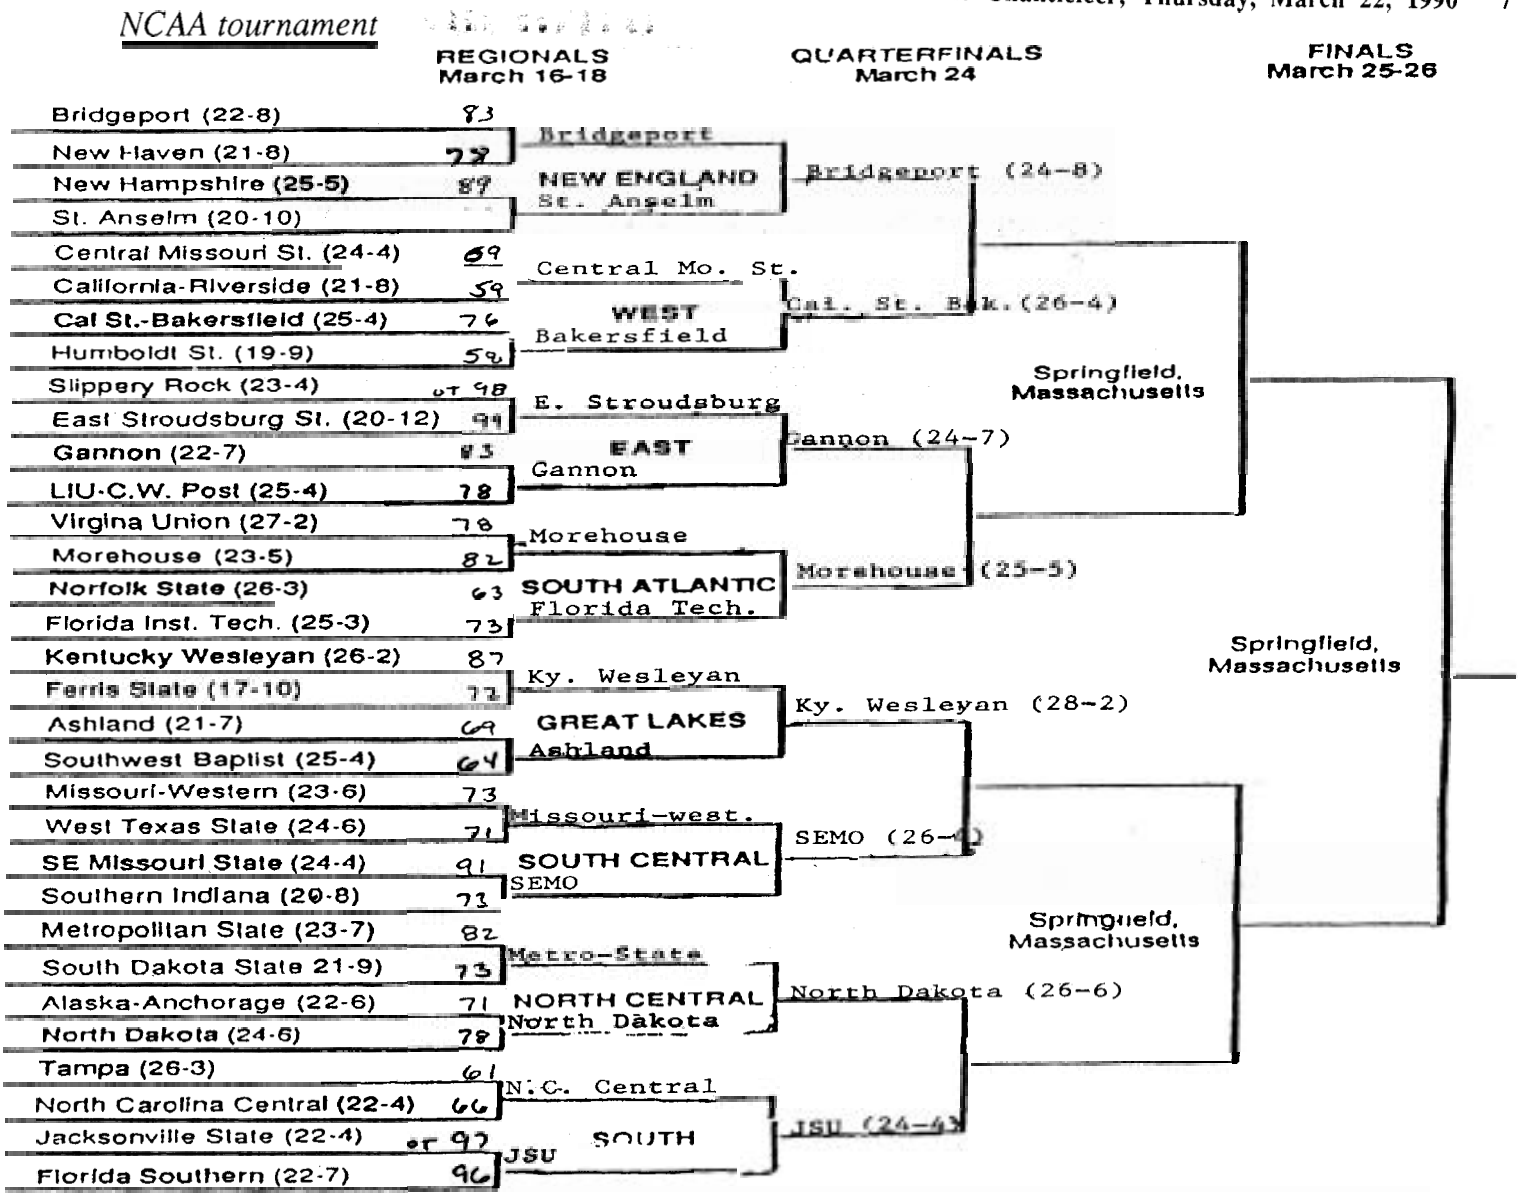 NCAA tournament
Thursday, March 22, 1990 7
REGIONALS
March 16-18
QUARTERFINALS
March 24
FINALS
March 25-26
Bridgeport (22-8) 83
New Haven (21-8) 78
New Hampshire (25-5) 89
St. Anselm (20-10)
Central Missouri St. (24-4) 69
California-Riverside (21-8) 59
Cal St.-Bakersfield (25-4) 76
Humboldt St. (19-9)
Slippery Rock (23-4) OT 98
East Stroudsburg St. (20-12) 99
Gannon (22-7) 83
LIU-C.W. Post (25-4) 78
Virgina Union (27-2) 78
Morehouse (23-5) 82
Norfolk State (26-3) 63
Florida Inst. Tech. (25-3) 73
Kentucky Wesleyan (26-2) 87
Ferris State (17-10) 72
Ashland (21-7) 69
Southwest Baptist (25-4) 64
Missouri-Western (23-6) 73
West Texas State (24-6) 71
SE Missouri State (24-4) 91
Southern Indiana (20-8) 73
Metropolitan State (23-7) 82
South Dakota State 21-9) 73
Alaska-Anchorage (22-6) 71
North Dakota (24-6) 78
Tampa (26-3) 61
North Carolina Central (22-4) 66
Jacksonville State (22-4) OT 97
Florida Southern (22-7) 96
Bridgeport
NEW ENGLAND
St. Anselm
Central Mo. St.
WEST
Bakersfield
E. Stroudsburg
EAST
Gannon
Morehouse
SOUTH ATLANTIC
Florida Tech.
Ky. Wesleyan
GREAT LAKES
Ashland
Missouri-west.
SOUTH CENTRAL
SEMO
Metro-State
NORTH CENTRAL
North Dakota
N.C. Central
SOUTH
JSU
Bridgeport (24-8)
Cal. St. Bak. (26-4)
Gannon (24-7)
Morehouse (25-5)
Ky. Wesleyan (28-2)
SEMO (26-4)
North Dakota (26-6)
JSU (24-4)
Springfield,
Massachusetts
Springfield,
Massachusetts
Springfield,
Massachusetts